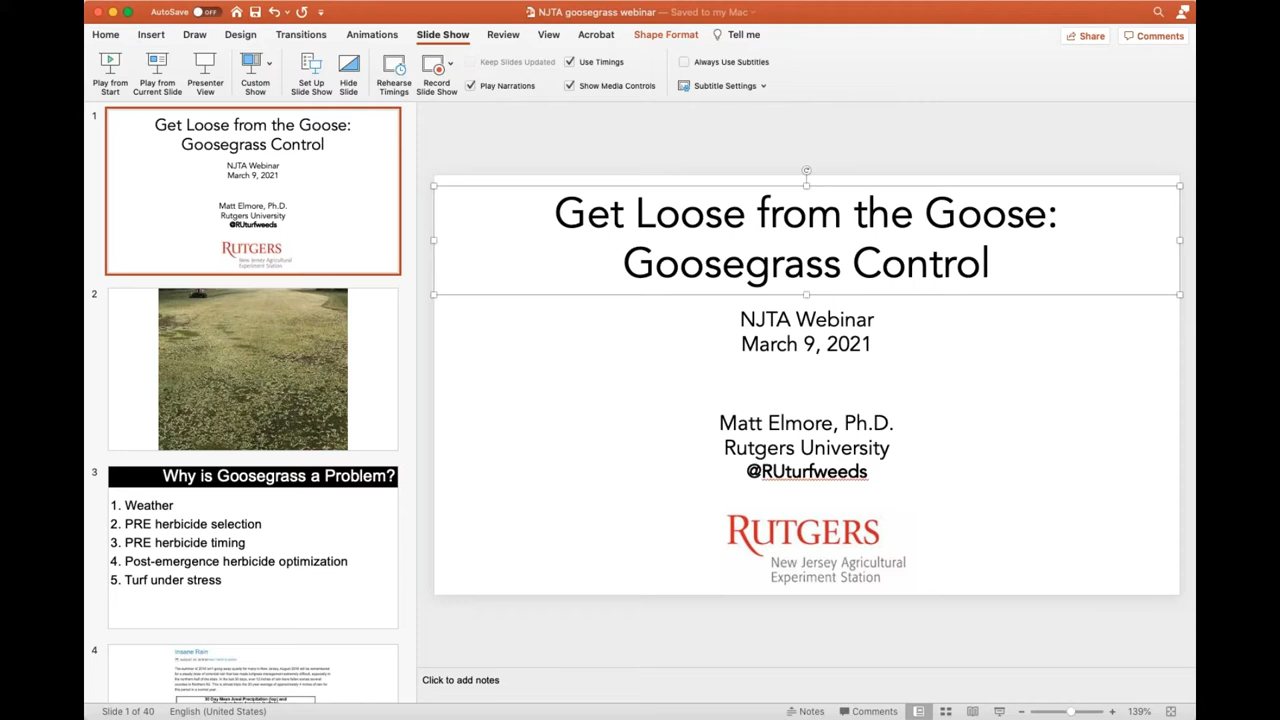 AutoSave OFF
NJTA goosegrass webinar — Saved to my Mac
Home Insert Draw Design Transitions Animations Slide Show Review View Acrobat Shape Format Tell me
Share Comments
Play from Start
Play from Current Slide
Presenter View
Custom Show
Set Up Slide Show
Hide Slide
Rehearse Timings
Record Slide Show
Keep Slides Updated
Use Timings
Play Narrations
Show Media Controls
Always Use Subtitles
Subtitle Settings
1
Get Loose from the Goose:
Goosegrass Control
NJTA Webinar
March 9, 2021
Matt Elmore, Ph.D.
Rutgers University
@RUturfweeds
RUTGERS
New Jersey Agricultural
Experiment Station
2
3
Why is Goosegrass a Problem?
1. Weather
2. PRE herbicide selection
3. PRE herbicide timing
4. Post-emergence herbicide optimization
5. Turf under stress
4
Insane Rain
Get Loose from the Goose:
Goosegrass Control
NJTA Webinar
March 9, 2021
Matt Elmore, Ph.D.
Rutgers University
@RUturfweeds
RUTGERS
New Jersey Agricultural
Experiment Station
Click to add notes
Slide 1 of 40 English (United States)
Notes Comments 139%